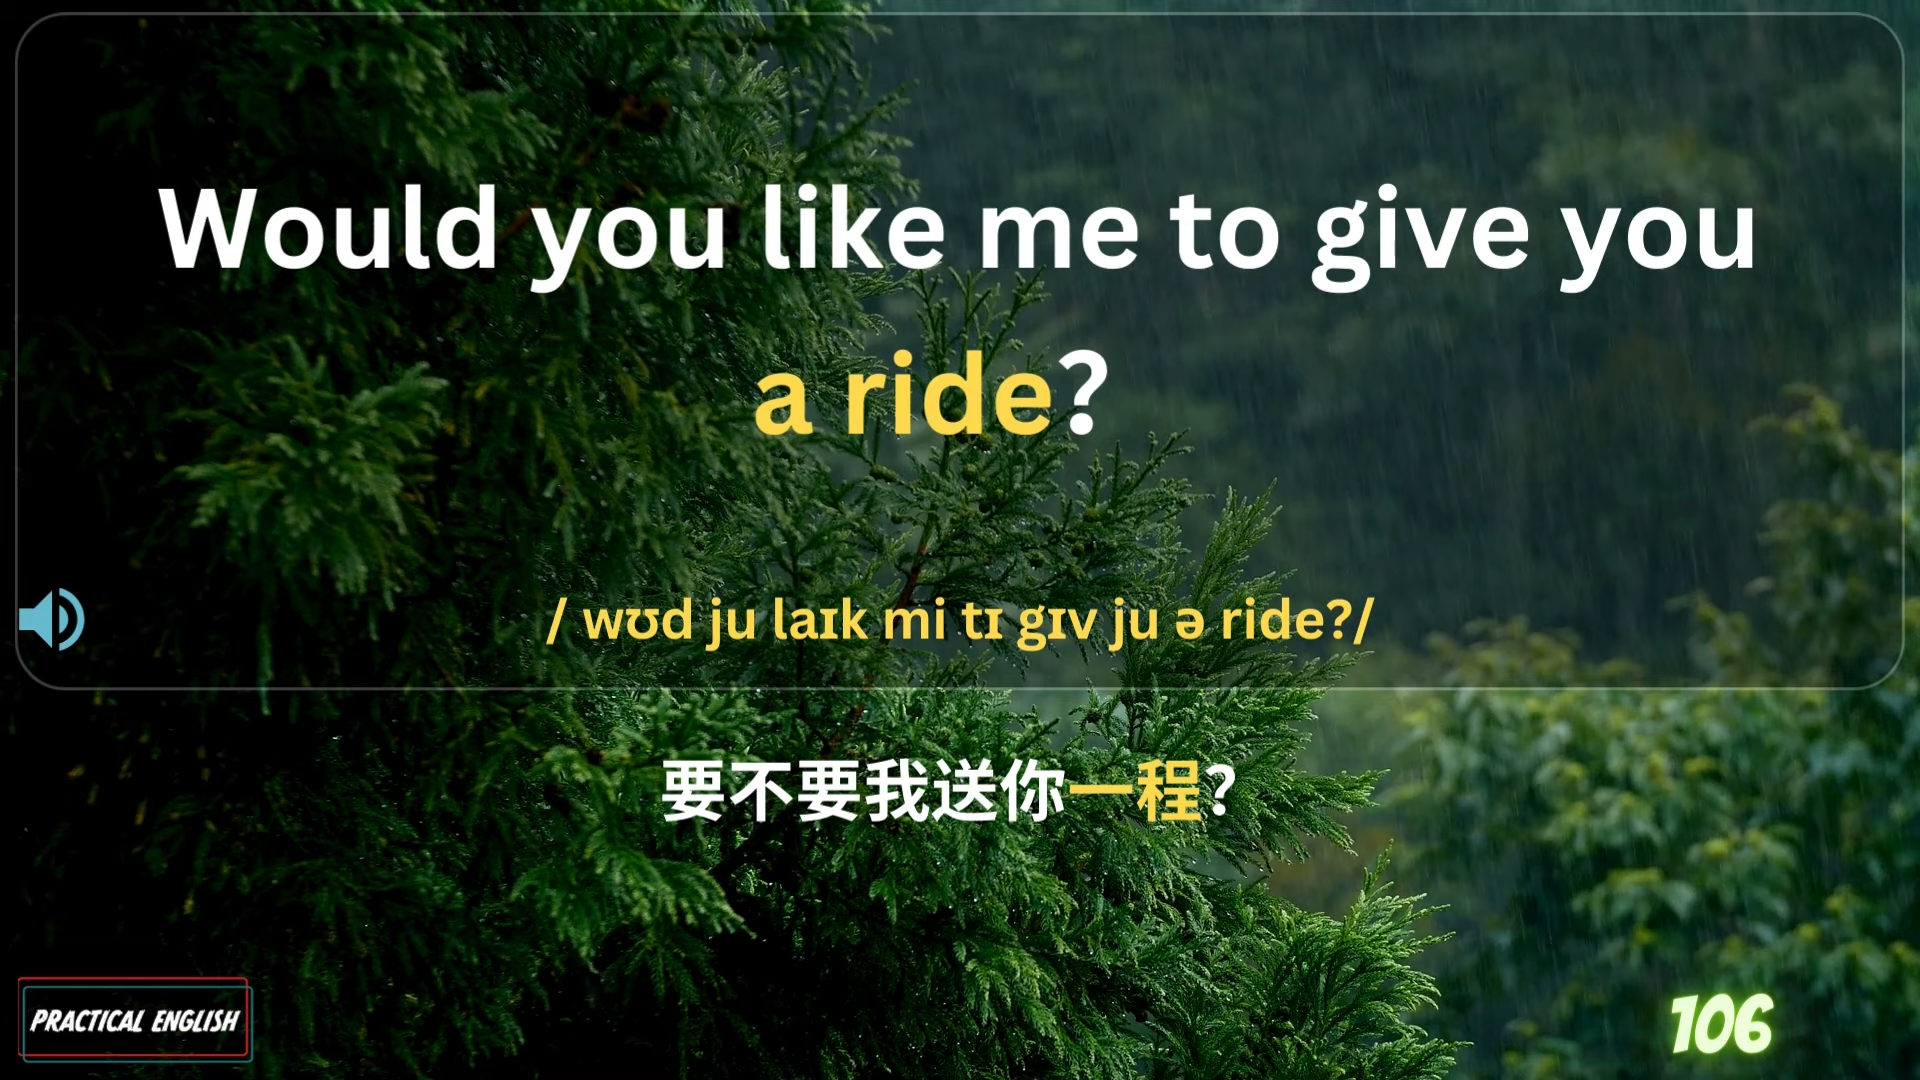 Would you like me to give you
a ride?
/ wʊd ju laɪk mi tɪ gɪv ju ə ride?/
要不要我送你一程?
PRACTICAL ENGLISH
106